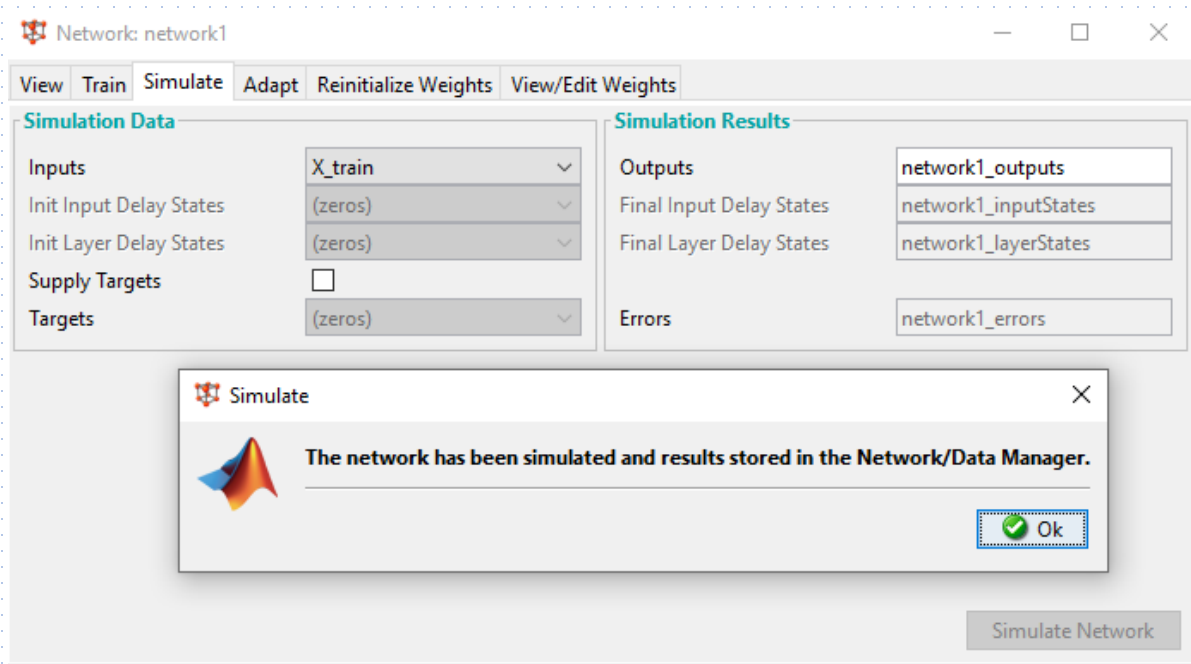 Network: network1
View Train Simulate Adapt Reinitialize Weights View/Edit Weights
Simulation Data
Inputs X_train
Init Input Delay States (zeros)
Init Layer Delay States (zeros)
Supply Targets
Targets (zeros)
Simulation Results
Outputs network1_outputs
Final Input Delay States network1_inputStates
Final Layer Delay States network1_layerStates
Errors network1_errors
Simulate
The network has been simulated and results stored in the Network/Data Manager.
Ok
Simulate Network